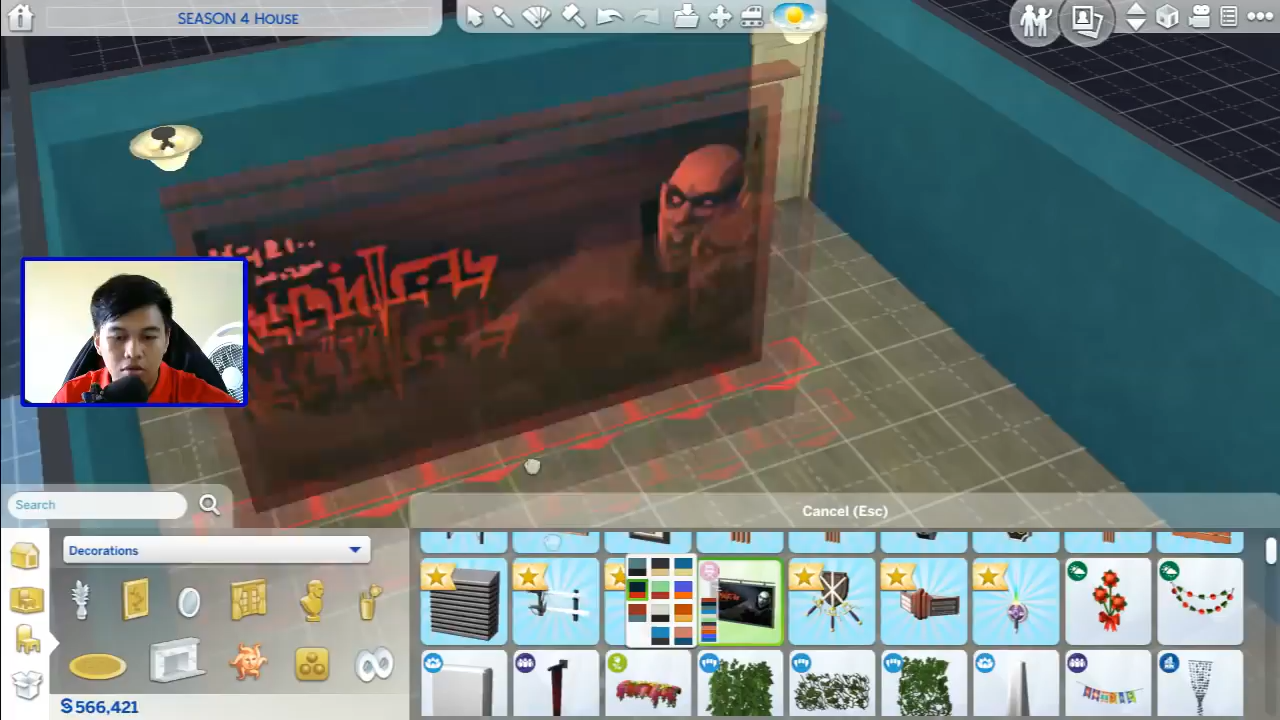 SEASON 4 HOUSE
Search
Cancel (Esc)
Decorations
§566,421